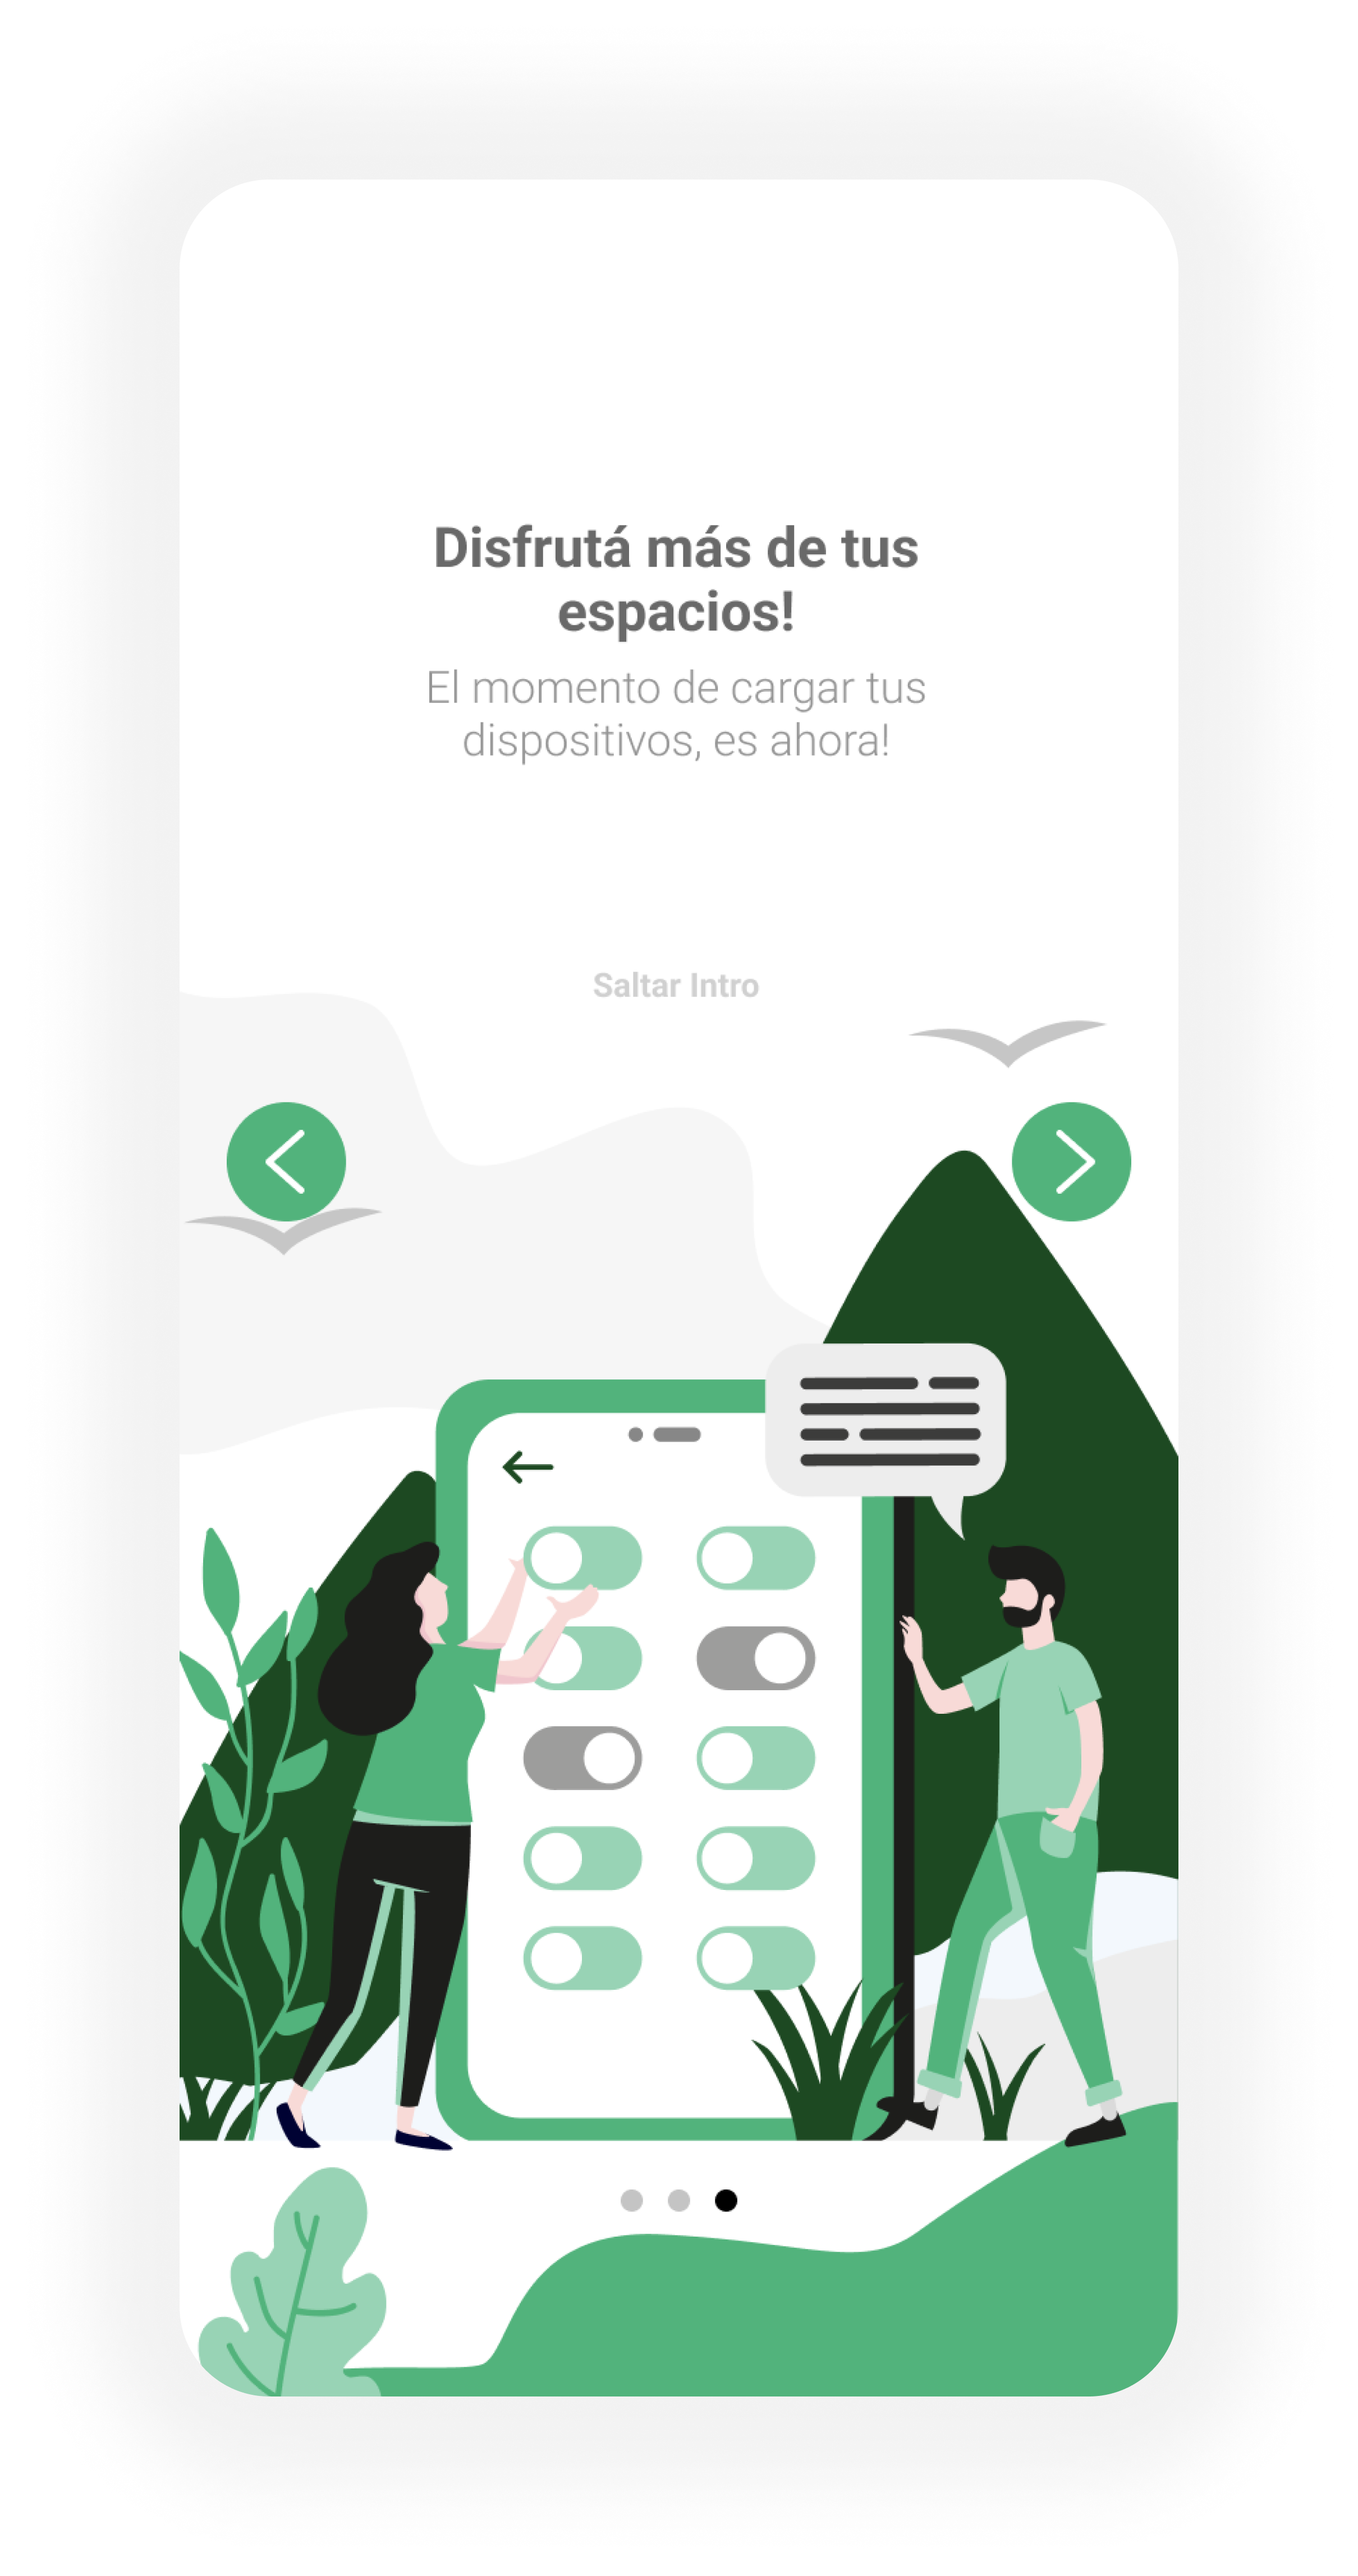 Disfrutá más de tus
espacios!
El momento de cargar tus
dispositivos, es ahora!
Saltar Intro